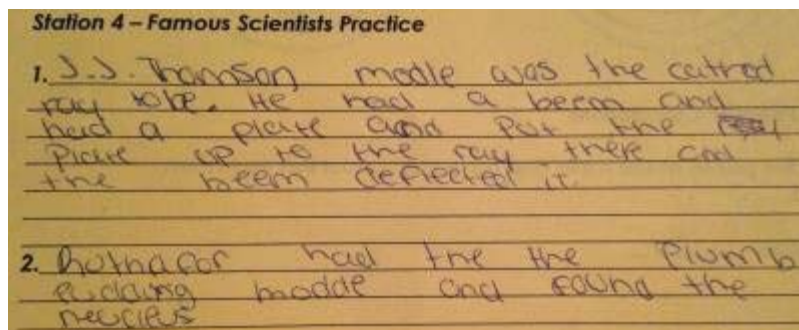 Station 4 – Famous Scientists Practice
1. J.J. Thomson modle was the cathod
ray tobe. He had a beem and
had a plate and put the
plate up to the ray there and
the beem deflected it.
2. Ruthafor had the the Plumb
pudding modde and found the
neucleus